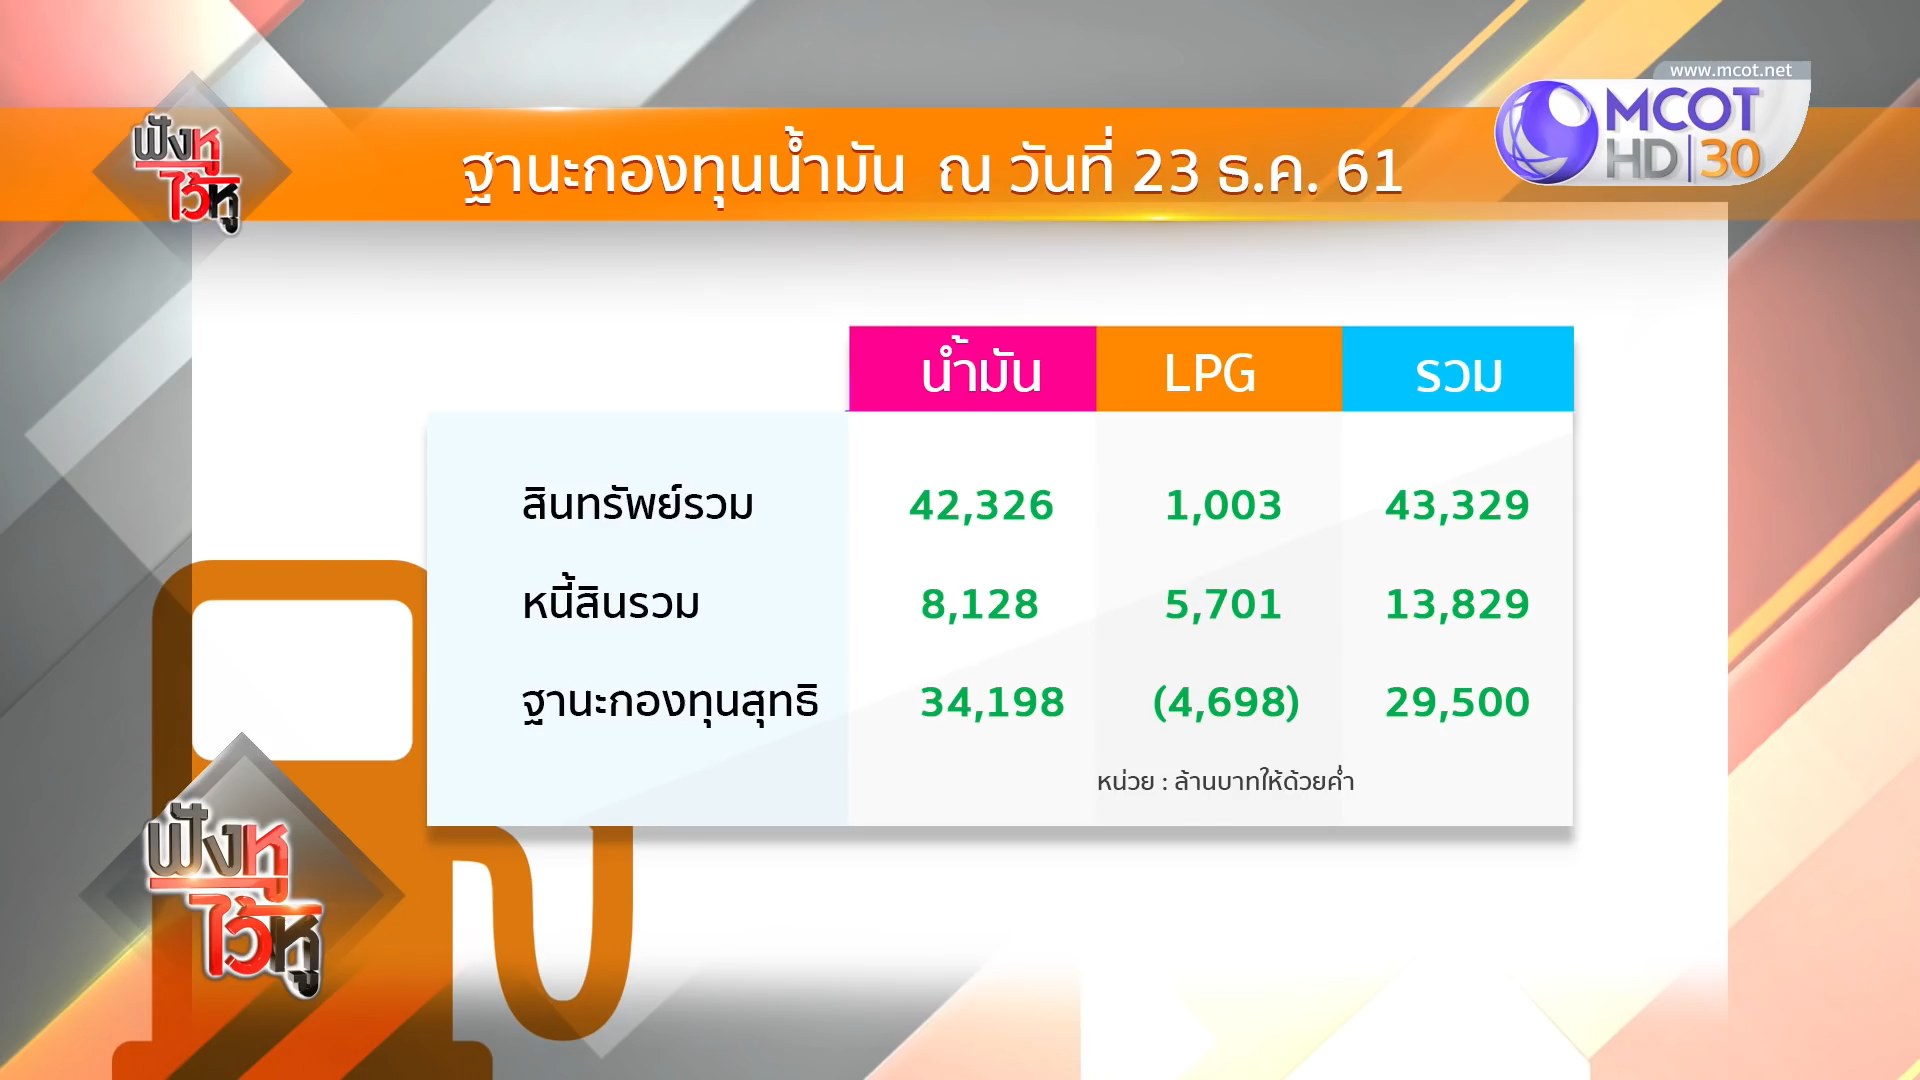 www.mcot.net
MCOT
HD 30
ฟังหู
ไว้หู
ฐานะกองทุนน้ำมัน ณ วันที่ 23 ธ.ค. 61
น้ำมัน LPG รวม
สินทรัพย์รวม 42,326 1,003 43,329
หนี้สินรวม 8,128 5,701 13,829
ฐานะกองทุนสุทธิ 34,198 (4,698) 29,500
หน่วย : ล้านบาทให้ด้วยค่ำ
ฟังหู
ไว้หู